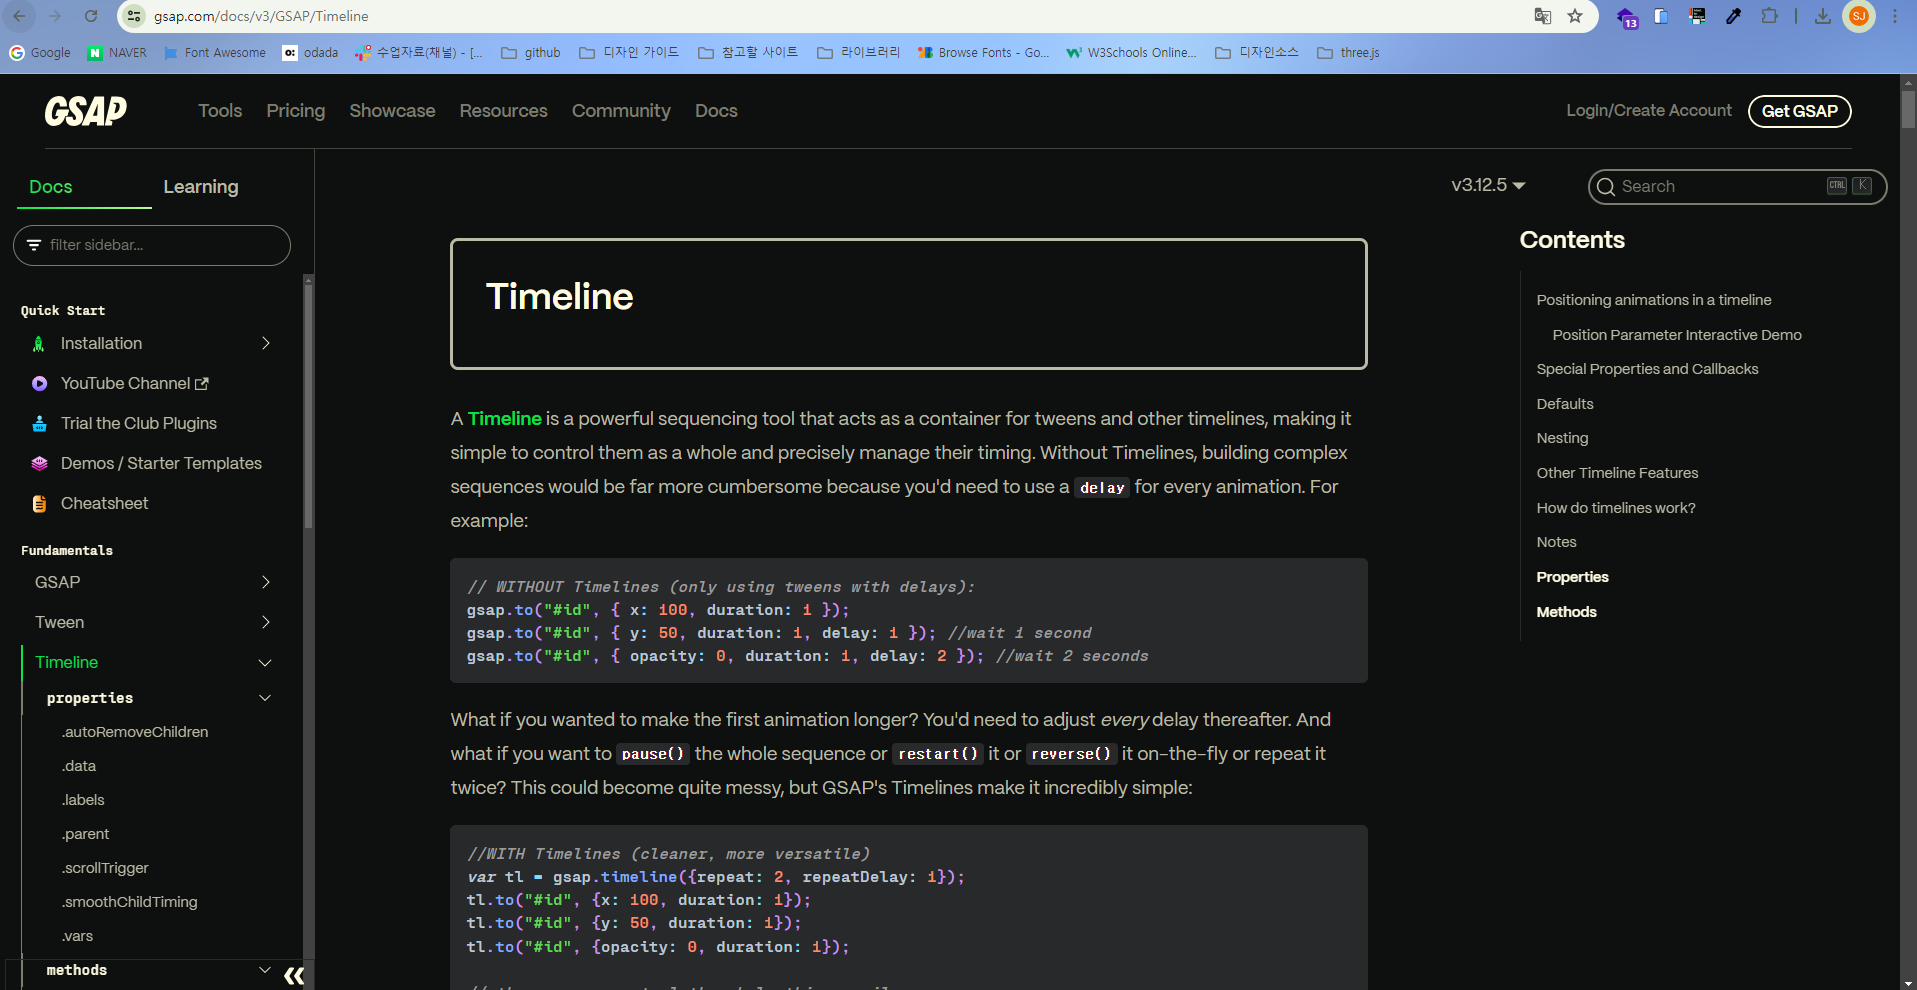 gsap.com/docs/v3/GSAP/Timeline
13
SJ
Google
NAVER
Font Awesome
odada
수업자료(채널) - [...
github
디자인 가이드
참고할 사이트
라이브러리
Browse Fonts - Go...
W3Schools Online...
디자인소스
three.js
GSAP
Tools
Pricing
Showcase
Resources
Community
Docs
Login/Create Account
Get GSAP
Docs
Learning
v3.12.5
Search
CTRL
K
filter sidebar...
Quick Start
Installation
YouTube Channel
Trial the Club Plugins
Demos / Starter Templates
Cheatsheet
Fundamentals
GSAP
Tween
Timeline
properties
.autoRemoveChildren
.data
.labels
.parent
.scrollTrigger
.smoothChildTiming
.vars
methods
Timeline
A Timeline is a powerful sequencing tool that acts as a container for tweens and other timelines, making it
simple to control them as a whole and precisely manage their timing. Without Timelines, building complex
sequences would be far more cumbersome because you'd need to use a delay for every animation. For
example:
// WITHOUT Timelines (only using tweens with delays):
gsap.to("#id", { x: 100, duration: 1 });
gsap.to("#id", { y: 50, duration: 1, delay: 1 }); //wait 1 second
gsap.to("#id", { opacity: 0, duration: 1, delay: 2 }); //wait 2 seconds
What if you wanted to make the first animation longer? You'd need to adjust every delay thereafter. And
what if you want to pause() the whole sequence or restart() it or reverse() it on-the-fly or repeat it
twice? This could become quite messy, but GSAP's Timelines make it incredibly simple:
//WITH Timelines (cleaner, more versatile)
var tl = gsap.timeline({repeat: 2, repeatDelay: 1});
tl.to("#id", {x: 100, duration: 1});
tl.to("#id", {y: 50, duration: 1});
tl.to("#id", {opacity: 0, duration: 1});
Contents
Positioning animations in a timeline
Position Parameter Interactive Demo
Special Properties and Callbacks
Defaults
Nesting
Other Timeline Features
How do timelines work?
Notes
Properties
Methods